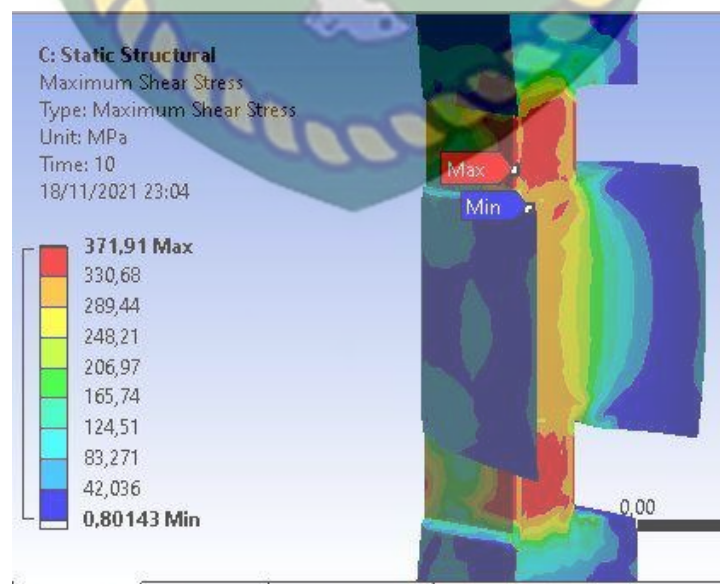 C: Static Structural
Maximum Shear Stress
Type: Maximum Shear Stress
Unit: MPa
Time: 10
18/11/2021 23:04
Max
Min
371,91 Max
330,68
289,44
248,21
206,97
165,74
124,51
83,271
42,036
0,80143 Min
0,00